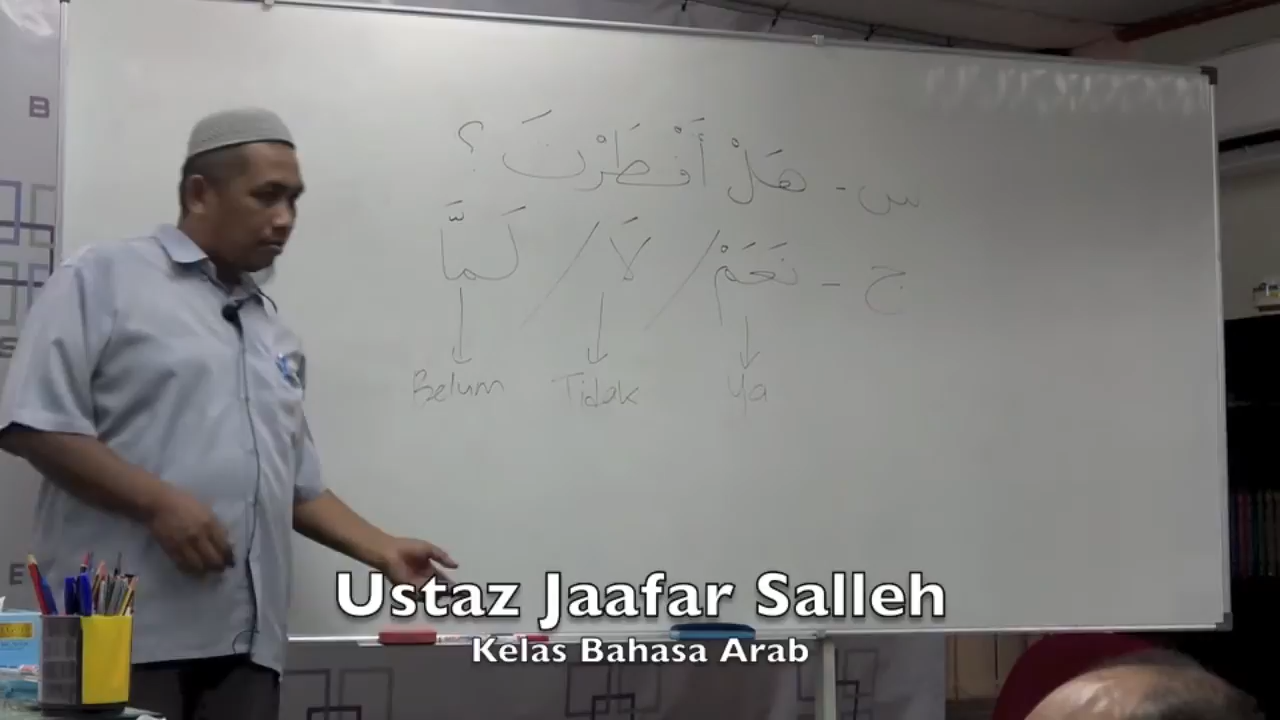 س - هَلْ أَفْطَرْتَ ؟
ج - نَعَمْ / لَا / لَمَّا
Ya Tidak Belum
Ustaz Jaafar Salleh
Kelas Bahasa Arab